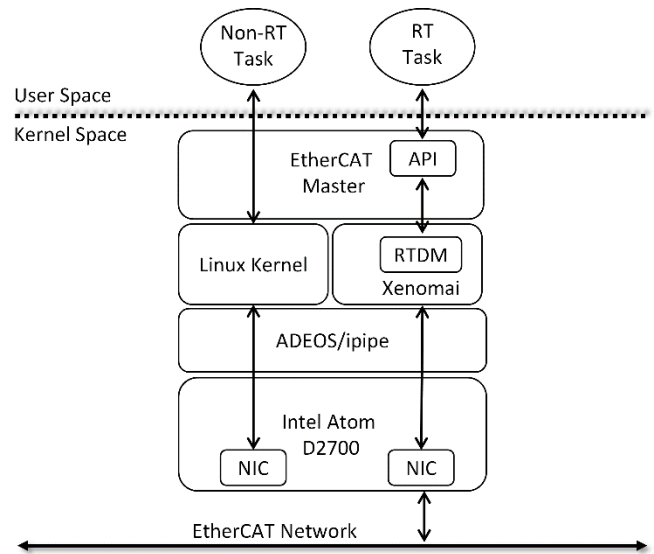 Non-RT
Task
RT
Task
User Space
Kernel Space
EtherCAT
Master
API
Linux Kernel
RTDM
Xenomai
ADEOS/ipipe
Intel Atom
D2700
NIC
NIC
EtherCAT Network